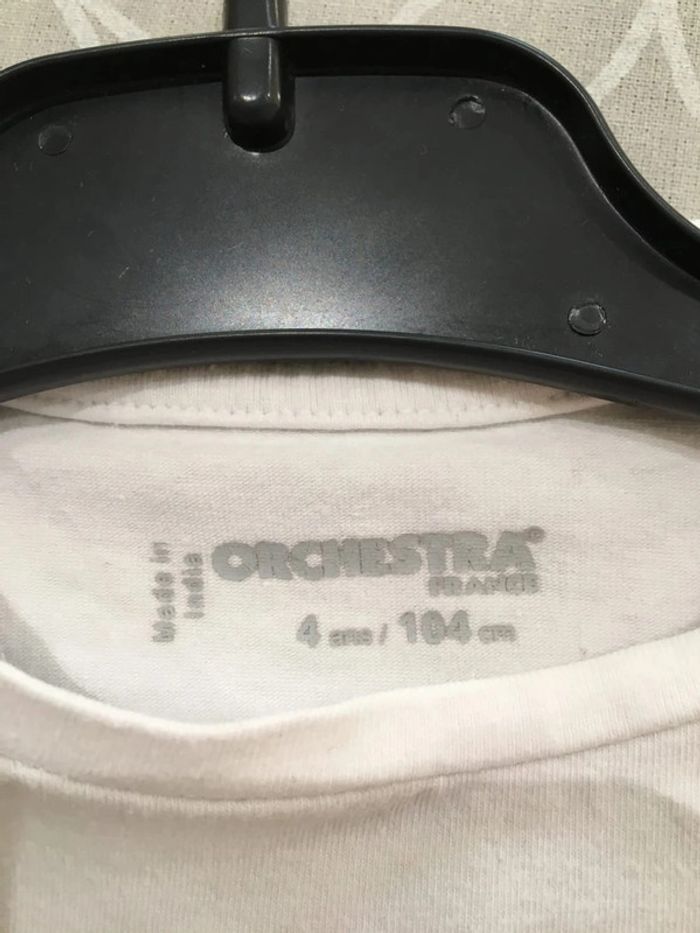 Made in
India
ORCHESTRA®
FRANCE
4 ans / 104 cm